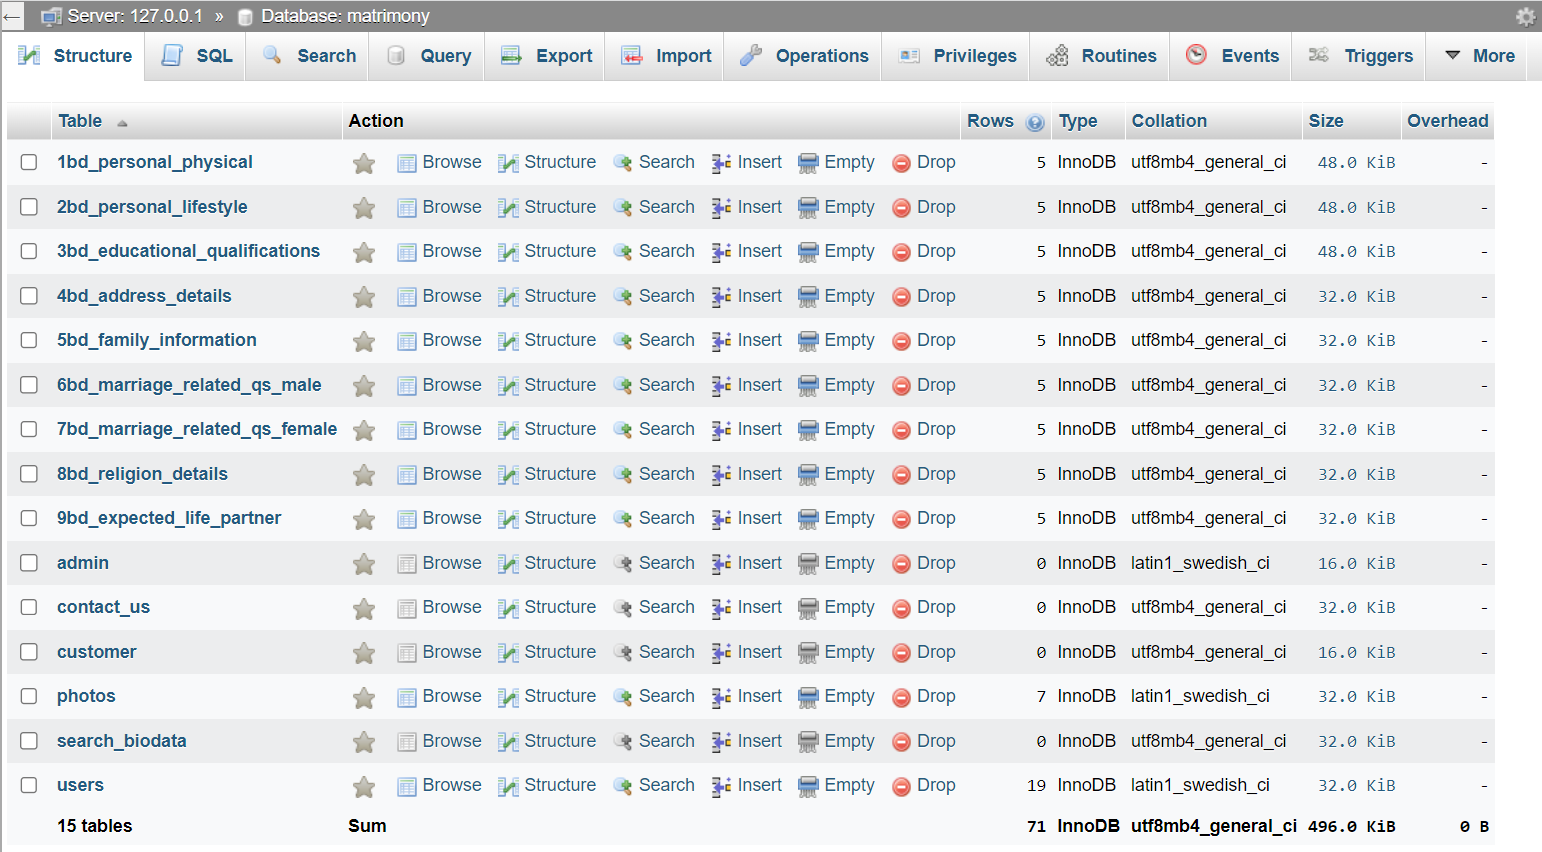 ← Server: 127.0.0.1 » Database: matrimony
Structure SQL Search Query Export Import Operations Privileges Routines Events Triggers More
Table Action Rows Type Collation Size Overhead
1bd_personal_physical Browse Structure Search Insert Empty Drop 5 InnoDB utf8mb4_general_ci 48.0 KiB -
2bd_personal_lifestyle Browse Structure Search Insert Empty Drop 5 InnoDB utf8mb4_general_ci 48.0 KiB -
3bd_educational_qualifications Browse Structure Search Insert Empty Drop 5 InnoDB utf8mb4_general_ci 48.0 KiB -
4bd_address_details Browse Structure Search Insert Empty Drop 5 InnoDB utf8mb4_general_ci 32.0 KiB -
5bd_family_information Browse Structure Search Insert Empty Drop 5 InnoDB utf8mb4_general_ci 32.0 KiB -
6bd_marriage_related_qs_male Browse Structure Search Insert Empty Drop 5 InnoDB utf8mb4_general_ci 32.0 KiB -
7bd_marriage_related_qs_female Browse Structure Search Insert Empty Drop 5 InnoDB utf8mb4_general_ci 32.0 KiB -
8bd_religion_details Browse Structure Search Insert Empty Drop 5 InnoDB utf8mb4_general_ci 32.0 KiB -
9bd_expected_life_partner Browse Structure Search Insert Empty Drop 5 InnoDB utf8mb4_general_ci 32.0 KiB -
admin Browse Structure Search Insert Empty Drop 0 InnoDB latin1_swedish_ci 16.0 KiB -
contact_us Browse Structure Search Insert Empty Drop 0 InnoDB utf8mb4_general_ci 32.0 KiB -
customer Browse Structure Search Insert Empty Drop 0 InnoDB utf8mb4_general_ci 16.0 KiB -
photos Browse Structure Search Insert Empty Drop 7 InnoDB latin1_swedish_ci 32.0 KiB -
search_biodata Browse Structure Search Insert Empty Drop 0 InnoDB utf8mb4_general_ci 32.0 KiB -
users Browse Structure Search Insert Empty Drop 19 InnoDB latin1_swedish_ci 32.0 KiB -
15 tables Sum 71 InnoDB utf8mb4_general_ci 496.0 KiB 0 B